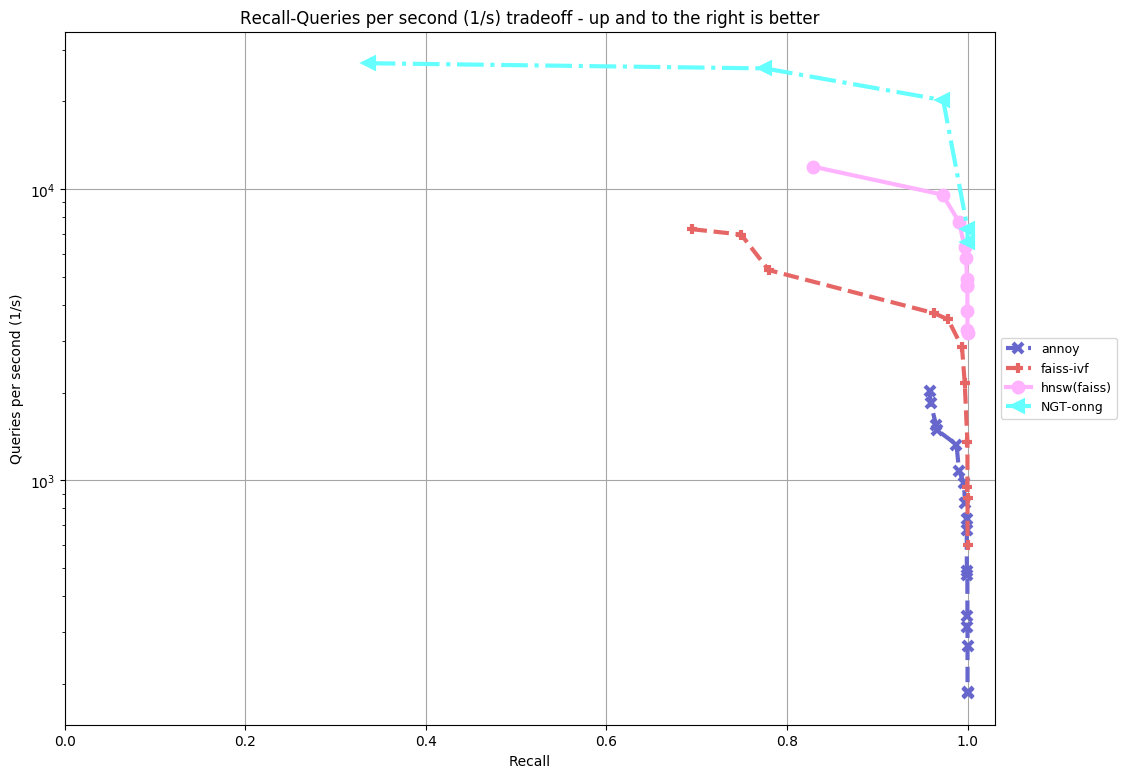 Recall-Queries per second (1/s) tradeoff - up and to the right is better
Queries per second (1/s)
10⁴
10³
0.0 0.2 0.4 0.6 0.8 1.0
Recall
annoy
faiss-ivf
hnsw(faiss)
NGT-onng